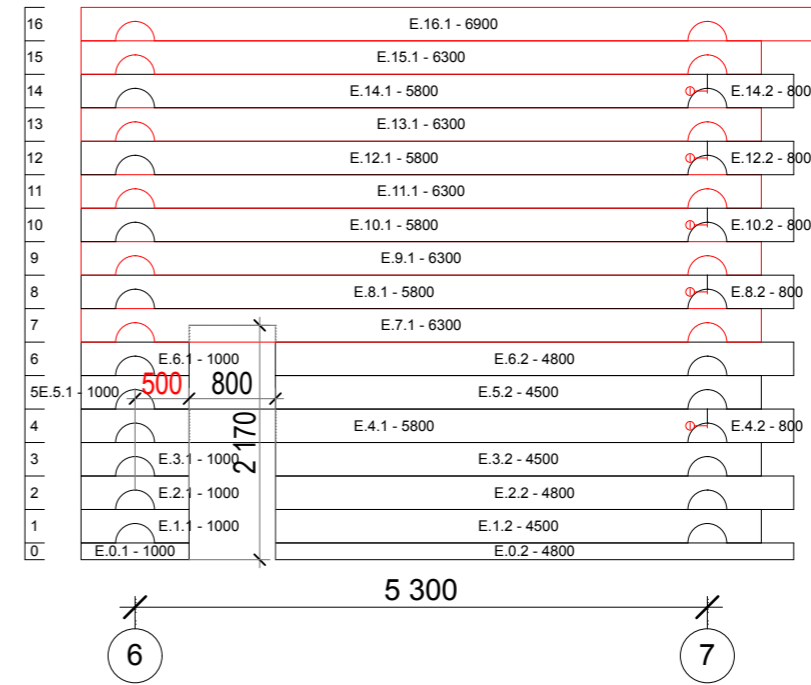 16 E.16.1 - 6900
15 E.15.1 - 6300
14 E.14.1 - 5800 E.14.2 - 800
13 E.13.1 - 6300
12 E.12.1 - 5800 E.12.2 - 800
11 E.11.1 - 6300
10 E.10.1 - 5800 E.10.2 - 800
9 E.9.1 - 6300
8 E.8.1 - 5800 E.8.2 - 800
7 E.7.1 - 6300
6 E.6.1 - 1000 E.6.2 - 4800
500 800
5 E.5.1 - 1000 E.5.2 - 4500
4 E.4.1 - 5800 E.4.2 - 800
2 170
3 E.3.1 - 1000 E.3.2 - 4500
2 E.2.1 - 1000 E.2.2 - 4800
1 E.1.1 - 1000 E.1.2 - 4500
0 E.0.1 - 1000 E.0.2 - 4800
5 300
6 7